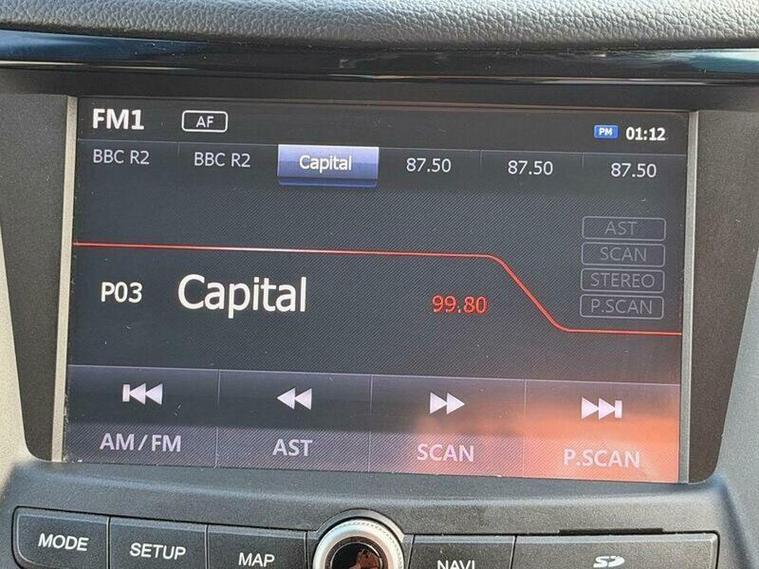 FM1 AF PM 01:12
BBC R2 BBC R2 Capital 87.50 87.50 87.50
AST
SCAN
STEREO
P.SCAN
P03 Capital 99.80
AM/FM AST SCAN P.SCAN
MODE SETUP MAP NAVI SD